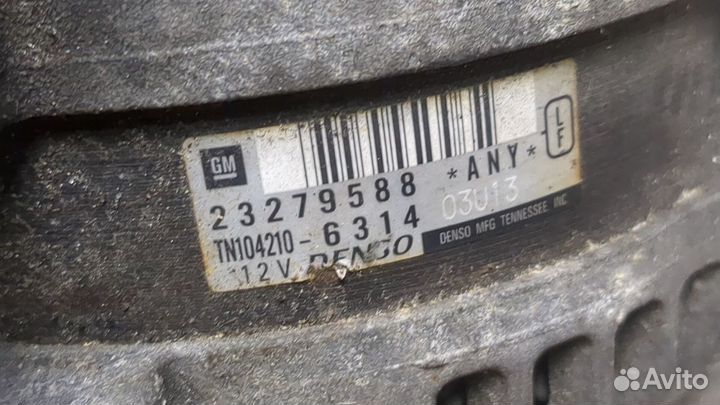 GM
23279588 *ANY* LF
TN104210-6314 03U13
12V DENSO DENSO MFG TENNESSEE INC
Avito